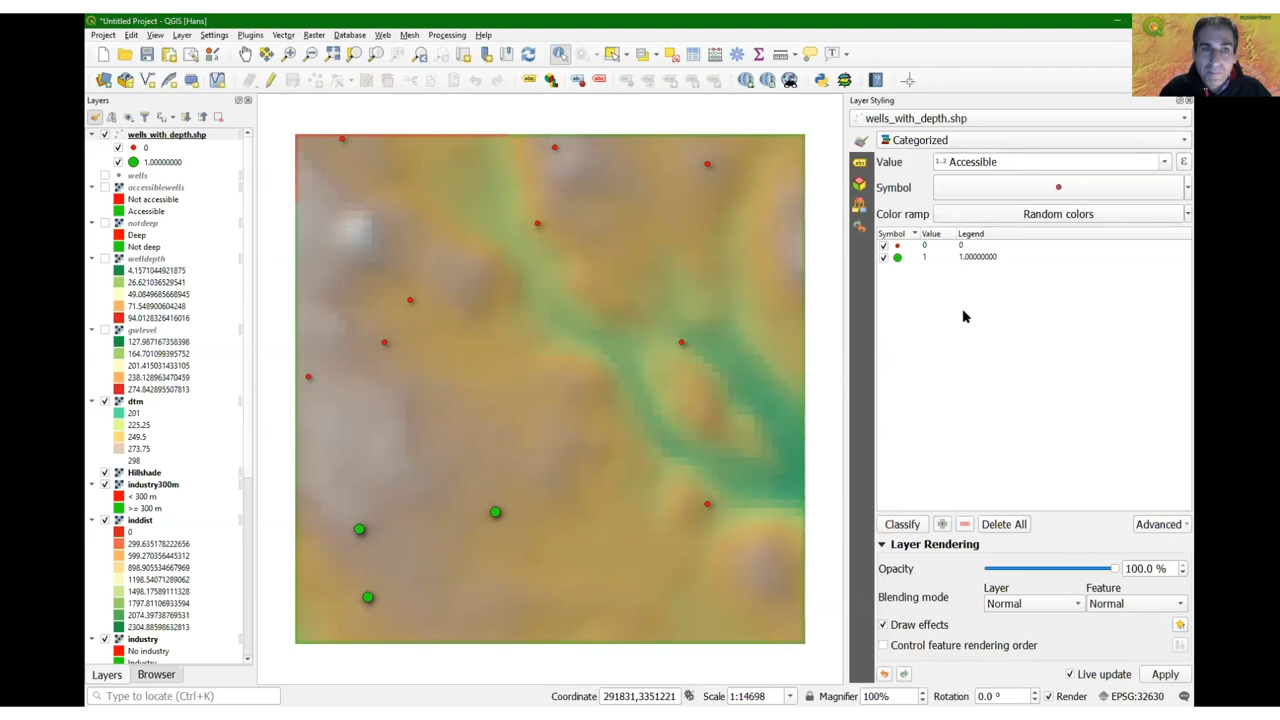 *Untitled Project - QGIS [Hans]
Project Edit View Layer Settings Plugins Vector Raster Database Web Mesh Processing Help
Layers
wells_with_depth.shp
0
1.00000000
wells
accessiblewells
Not accessible
Accessible
notdeep
Deep
Not deep
welldepth
4.1571044921875
26.621036529541
49.0849685668945
71.548900604248
94.0128326416016
gwlevel
127.987167358398
164.701099395752
201.415031433105
238.128963470459
274.842895507813
dtm
201
225.25
249.5
273.75
298
Hillshade
industry300m
< 300 m
>= 300 m
inddist
0
299.635178222656
599.270356445312
898.905534667969
1198.54071289062
1498.17589111328
1797.81106933594
2074.39738769531
2304.88598632813
industry
No industry
Industry
Layers Browser
Layer Styling
wells_with_depth.shp
Categorized
Value 1.2 Accessible
Symbol
Color ramp Random colors
Symbol Value Legend
0 0
1 1.00000000
Classify Delete All Advanced
Layer Rendering
Opacity 100.0 %
Layer Feature
Blending mode Normal Normal
Draw effects
Control feature rendering order
Live update Apply
Type to locate (Ctrl+K) Coordinate 291831,3351221 Scale 1:14698 Magnifier 100% Rotation 0.0 ° Render EPSG:32630